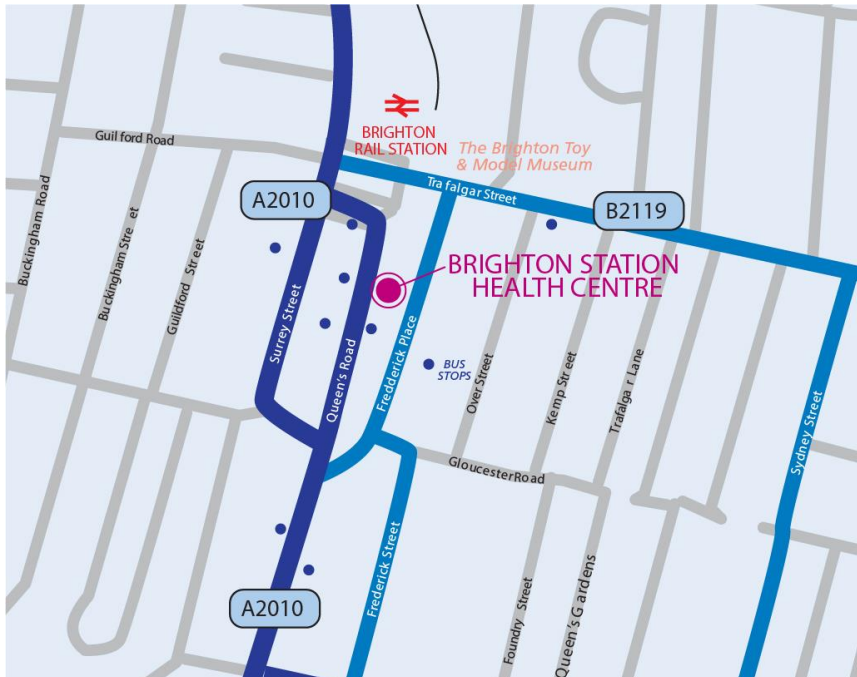 Guilford Road
BRIGHTON
RAIL STATION
The Brighton Toy
& Model Museum
Trafalgar Street
A2010
B2119
Buckingham Road
Buckingham Street
Guildford Street
Surrey Street
Queen's Road
BRIGHTON STATION
HEALTH CENTRE
Fredderick Place
BUS
STOPS
Over Street
Kemp Street
Trafalgar Lane
Sydney Street
Gloucester Road
Frederick Street
Foundry Street
Queen's Gardens
A2010